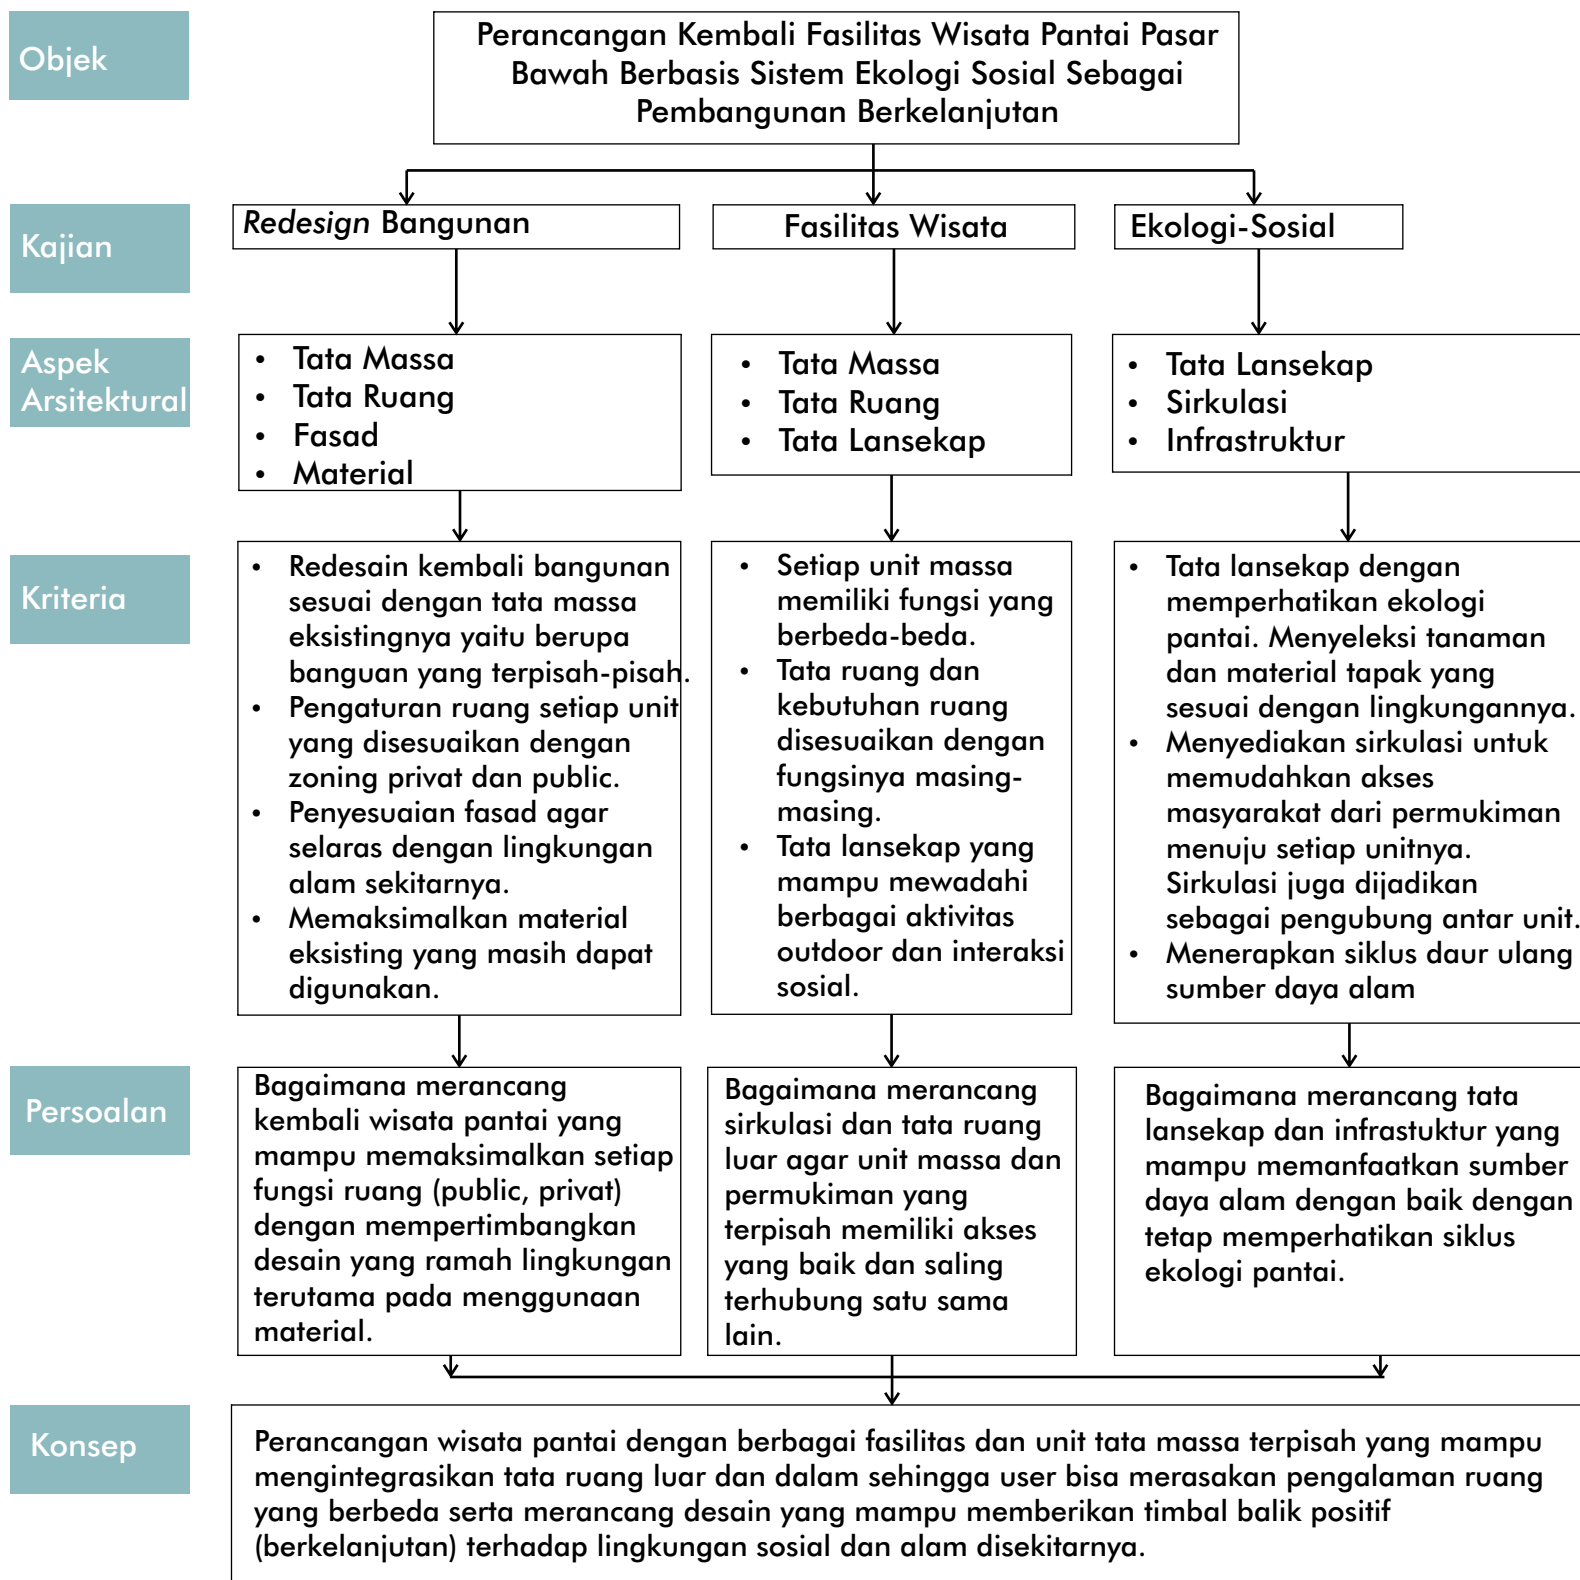 Objek
Perancangan Kembali Fasilitas Wisata Pantai Pasar
Bawah Berbasis Sistem Ekologi Sosial Sebagai
Pembangunan Berkelanjutan
Kajian
Redesign Bangunan
Fasilitas Wisata
Ekologi-Sosial
Aspek
Arsitektural
• Tata Massa
• Tata Ruang
• Fasad
• Material
• Tata Massa
• Tata Ruang
• Tata Lansekap
• Tata Lansekap
• Sirkulasi
• Infrastruktur
Kriteria
• Redesain kembali bangunan
sesuai dengan tata massa
eksistingnya yaitu berupa
banguan yang terpisah-pisah.
• Pengaturan ruang setiap unit
yang disesuaikan dengan
zoning privat dan public.
• Penyesuaian fasad agar
selaras dengan lingkungan
alam sekitarnya.
• Memaksimalkan material
eksisting yang masih dapat
digunakan.
• Setiap unit massa
memiliki fungsi yang
berbeda-beda.
• Tata ruang dan
kebutuhan ruang
disesuaikan dengan
fungsinya masing-
masing.
• Tata lansekap yang
mampu mewadahi
berbagai aktivitas
outdoor dan interaksi
sosial.
• Tata lansekap dengan
memperhatikan ekologi
pantai. Menyeleksi tanaman
dan material tapak yang
sesuai dengan lingkungannya.
• Menyediakan sirkulasi untuk
memudahkan akses
masyarakat dari permukiman
menuju setiap unitnya.
Sirkulasi juga dijadikan
sebagai pengubung antar unit.
• Menerapkan siklus daur ulang
sumber daya alam
Persoalan
Bagaimana merancang
kembali wisata pantai yang
mampu memaksimalkan setiap
fungsi ruang (public, privat)
dengan mempertimbangkan
desain yang ramah lingkungan
terutama pada menggunaan
material.
Bagaimana merancang
sirkulasi dan tata ruang
luar agar unit massa dan
permukiman yang
terpisah memiliki akses
yang baik dan saling
terhubung satu sama
lain.
Bagaimana merancang tata
lansekap dan infrastuktur yang
mampu memanfaatkan sumber
daya alam dengan baik dengan
tetap memperhatikan siklus
ekologi pantai.
Konsep
Perancangan wisata pantai dengan berbagai fasilitas dan unit tata massa terpisah yang mampu
mengintegrasikan tata ruang luar dan dalam sehingga user bisa merasakan pengalaman ruang
yang berbeda serta merancang desain yang mampu memberikan timbal balik positif
(berkelanjutan) terhadap lingkungan sosial dan alam disekitarnya.